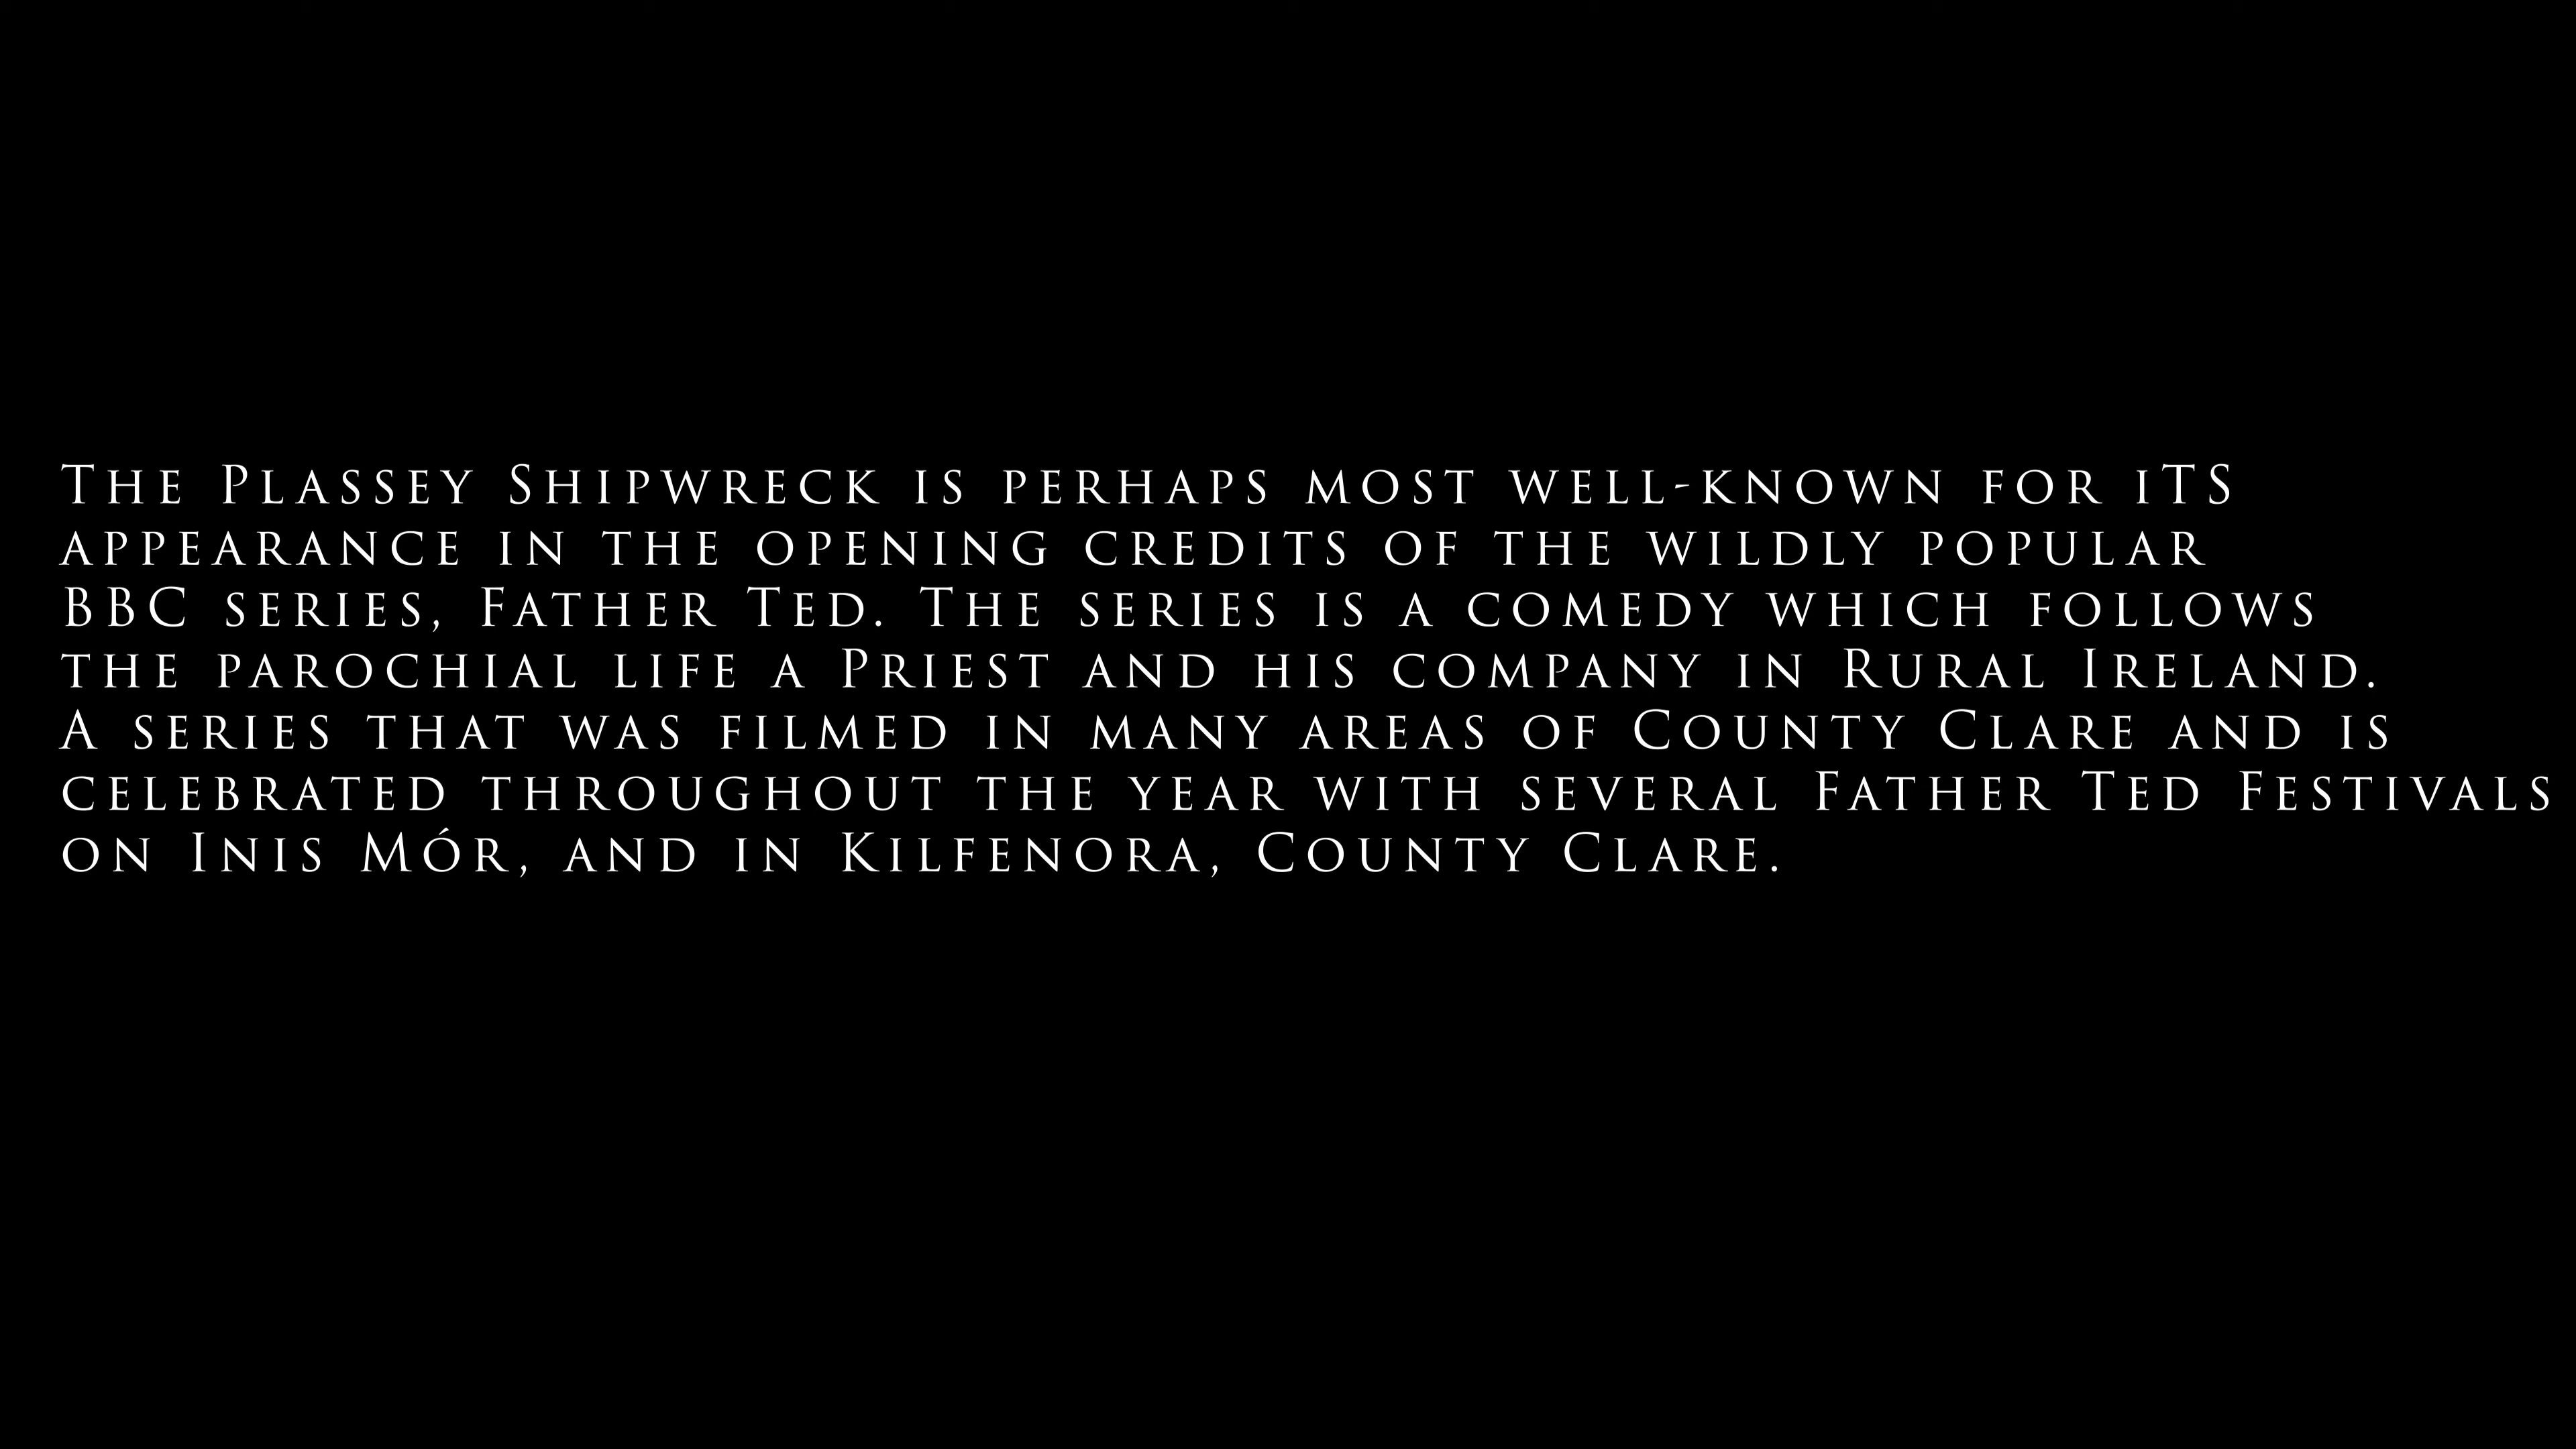 The Plassey Shipwreck is perhaps most well-known for iTS
appearance in the opening credits of the wildly popular
BBC series, Father Ted. The series is a comedy which follows
the parochial life a Priest and his company in Rural Ireland.
A series that was filmed in many areas of County Clare and is
celebrated throughout the year with several Father Ted Festivals
on Inis Mór, and in Kilfenora, County Clare.